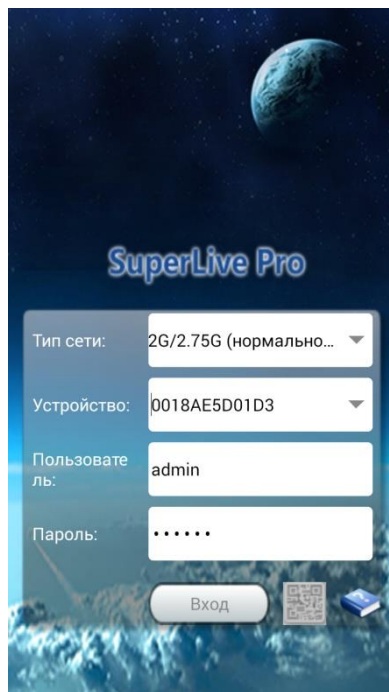 SuperLive Pro
Тип сети: 2G/2.75G (нормально...
Устройство: 0018AE5D01D3
Пользовате
ль: admin
Пароль: ••••••
Вход